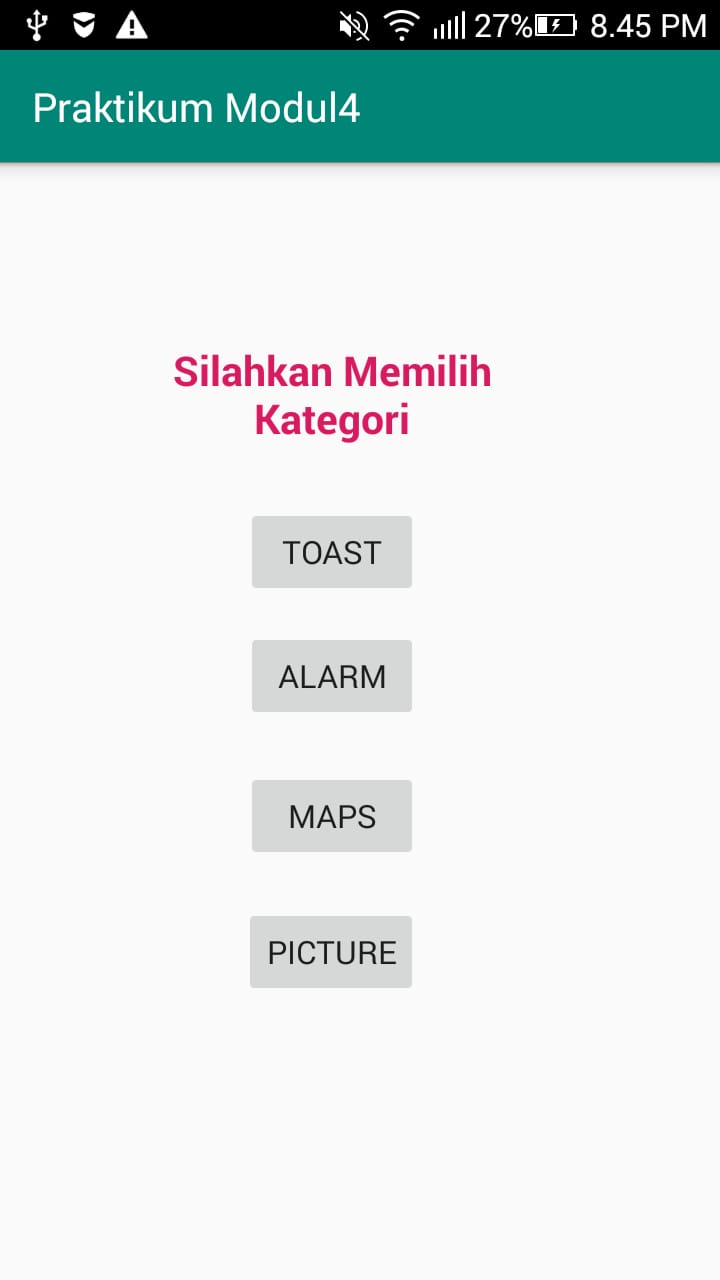 27% 8.45 PM
Praktikum Modul4
Silahkan Memilih
Kategori
TOAST
ALARM
MAPS
PICTURE